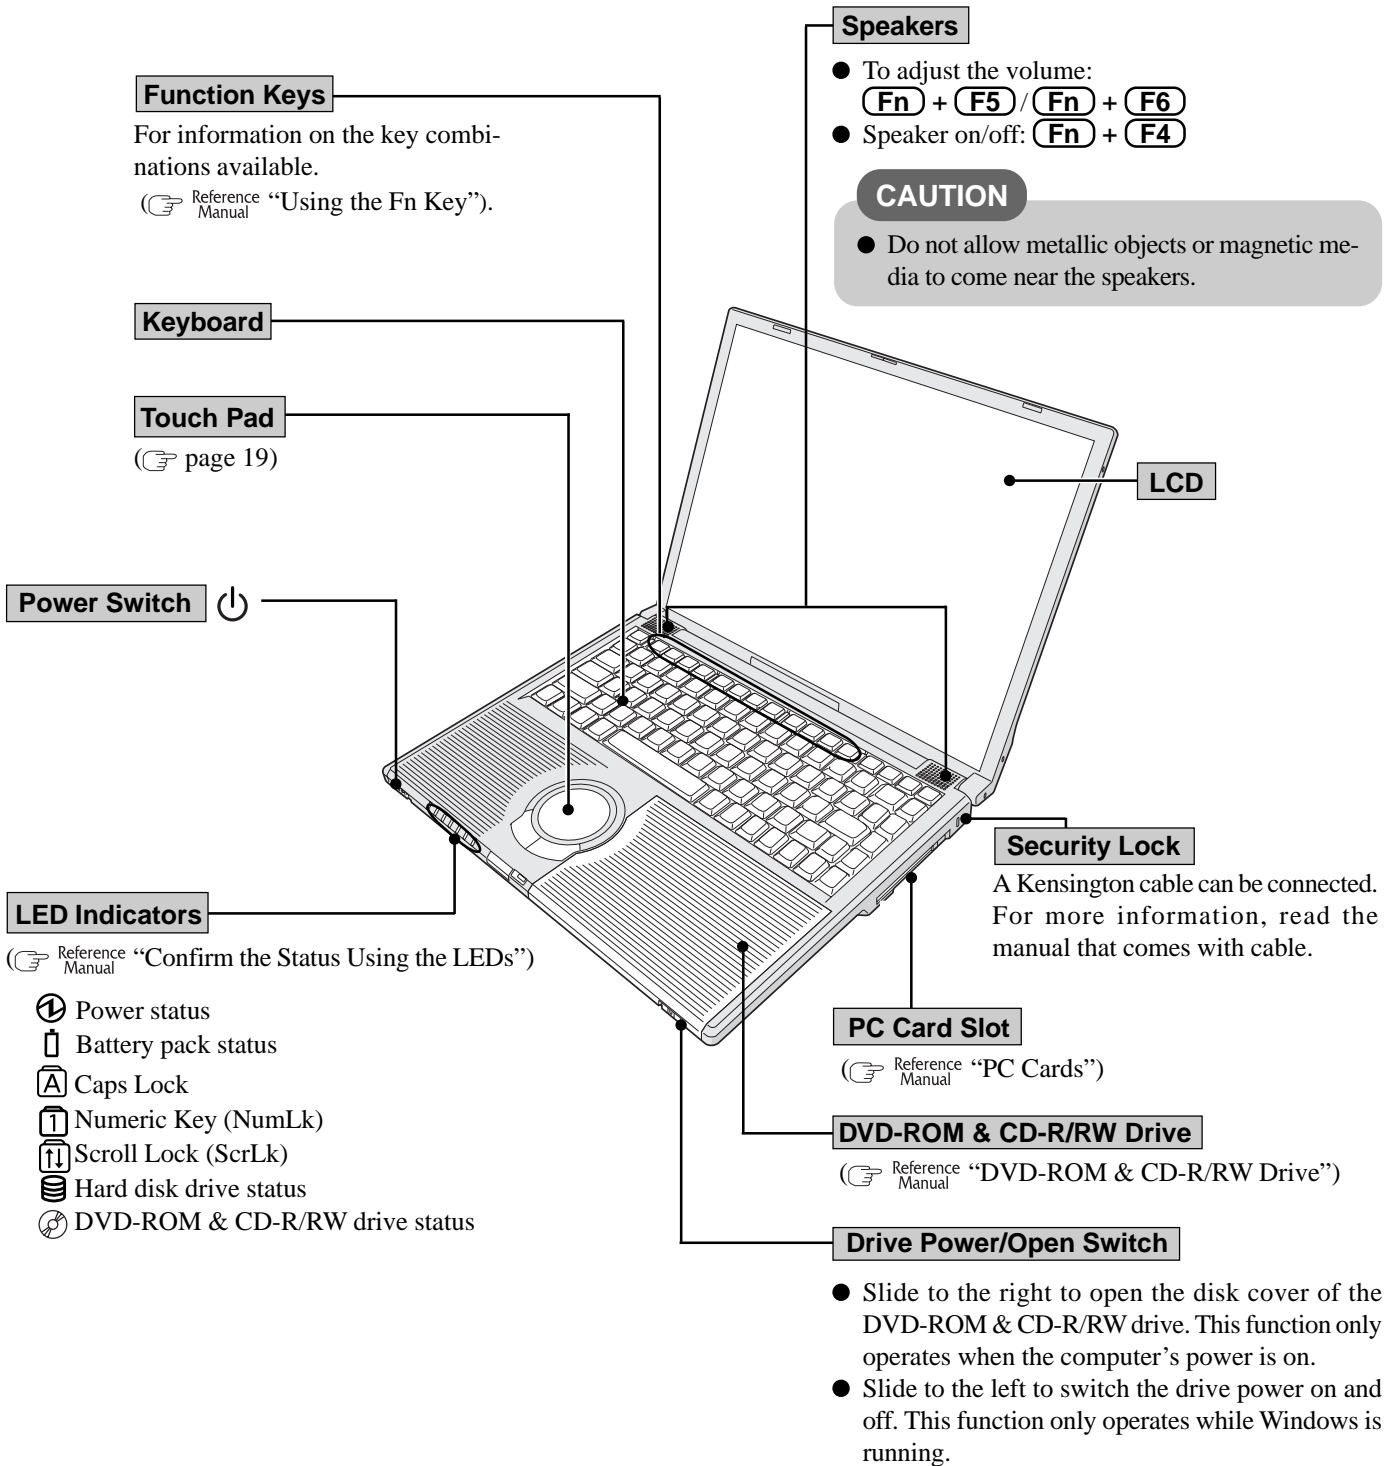 Speakers
● To adjust the volume:
Fn + F5 / Fn + F6
● Speaker on/off: Fn + F4
CAUTION
● Do not allow metallic objects or magnetic me-
dia to come near the speakers.
Function Keys
For information on the key combi-
nations available.
(☞ Reference Manual “Using the Fn Key”).
Keyboard
Touch Pad
(☞ page 19)
LCD
Power Switch
Security Lock
A Kensington cable can be connected.
For more information, read the
manual that comes with cable.
LED Indicators
(☞ Reference Manual “Confirm the Status Using the LEDs”)
Power status
Battery pack status
A Caps Lock
1 Numeric Key (NumLk)
↑↓ Scroll Lock (ScrLk)
Hard disk drive status
DVD-ROM & CD-R/RW drive status
PC Card Slot
(☞ Reference Manual “PC Cards”)
DVD-ROM & CD-R/RW Drive
(☞ Reference Manual “DVD-ROM & CD-R/RW Drive”)
Drive Power/Open Switch
● Slide to the right to open the disk cover of the
DVD-ROM & CD-R/RW drive. This function only
operates when the computer’s power is on.
● Slide to the left to switch the drive power on and
off. This function only operates while Windows is
running.